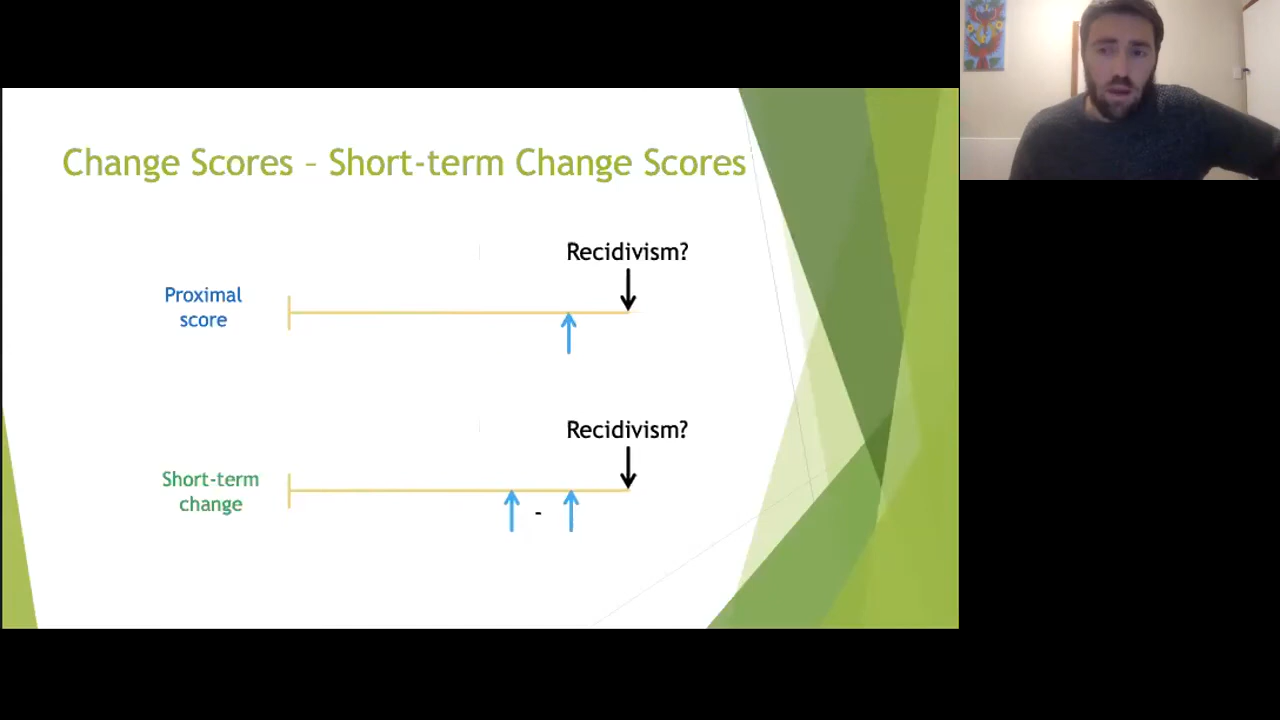 Change Scores – Short-term Change Scores
Recidivism?
Proximal
score
Recidivism?
Short-term
change
-